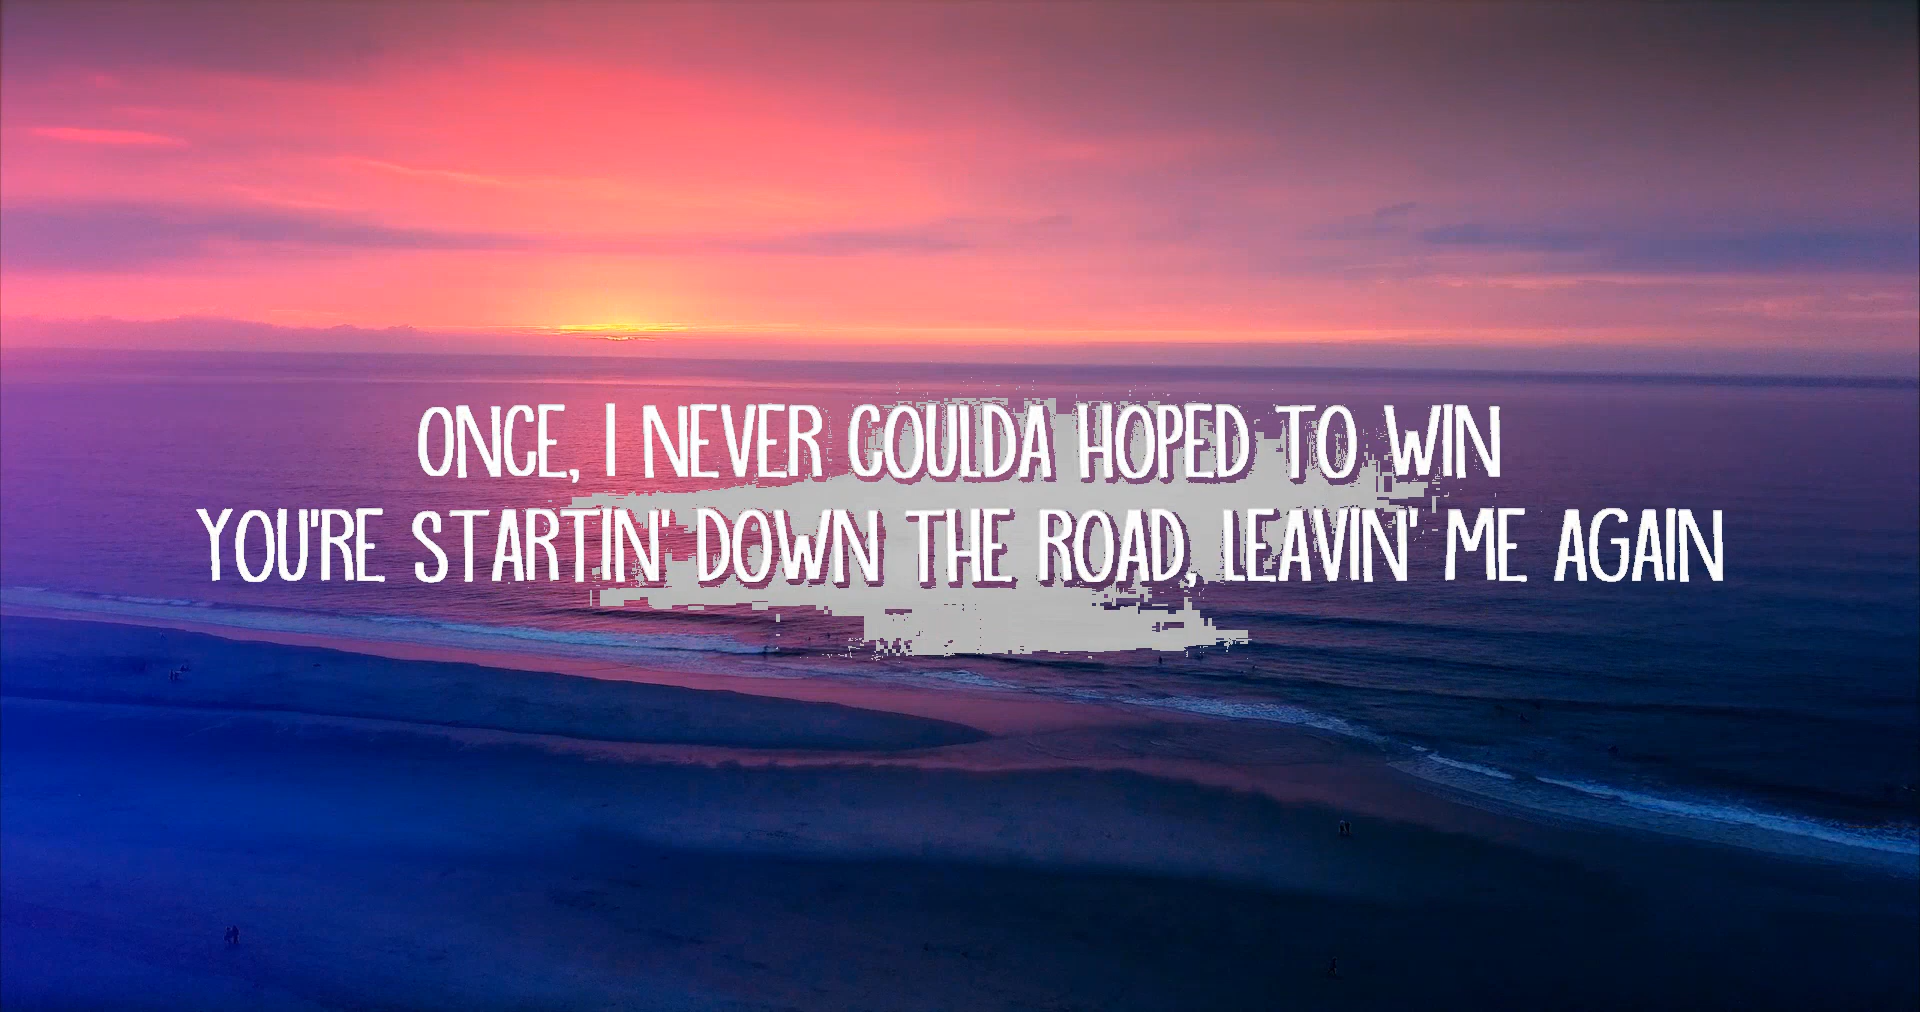 ONCE, I NEVER COULDA HOPED TO WIN
YOU'RE STARTIN' DOWN THE ROAD, LEAVIN' ME AGAIN